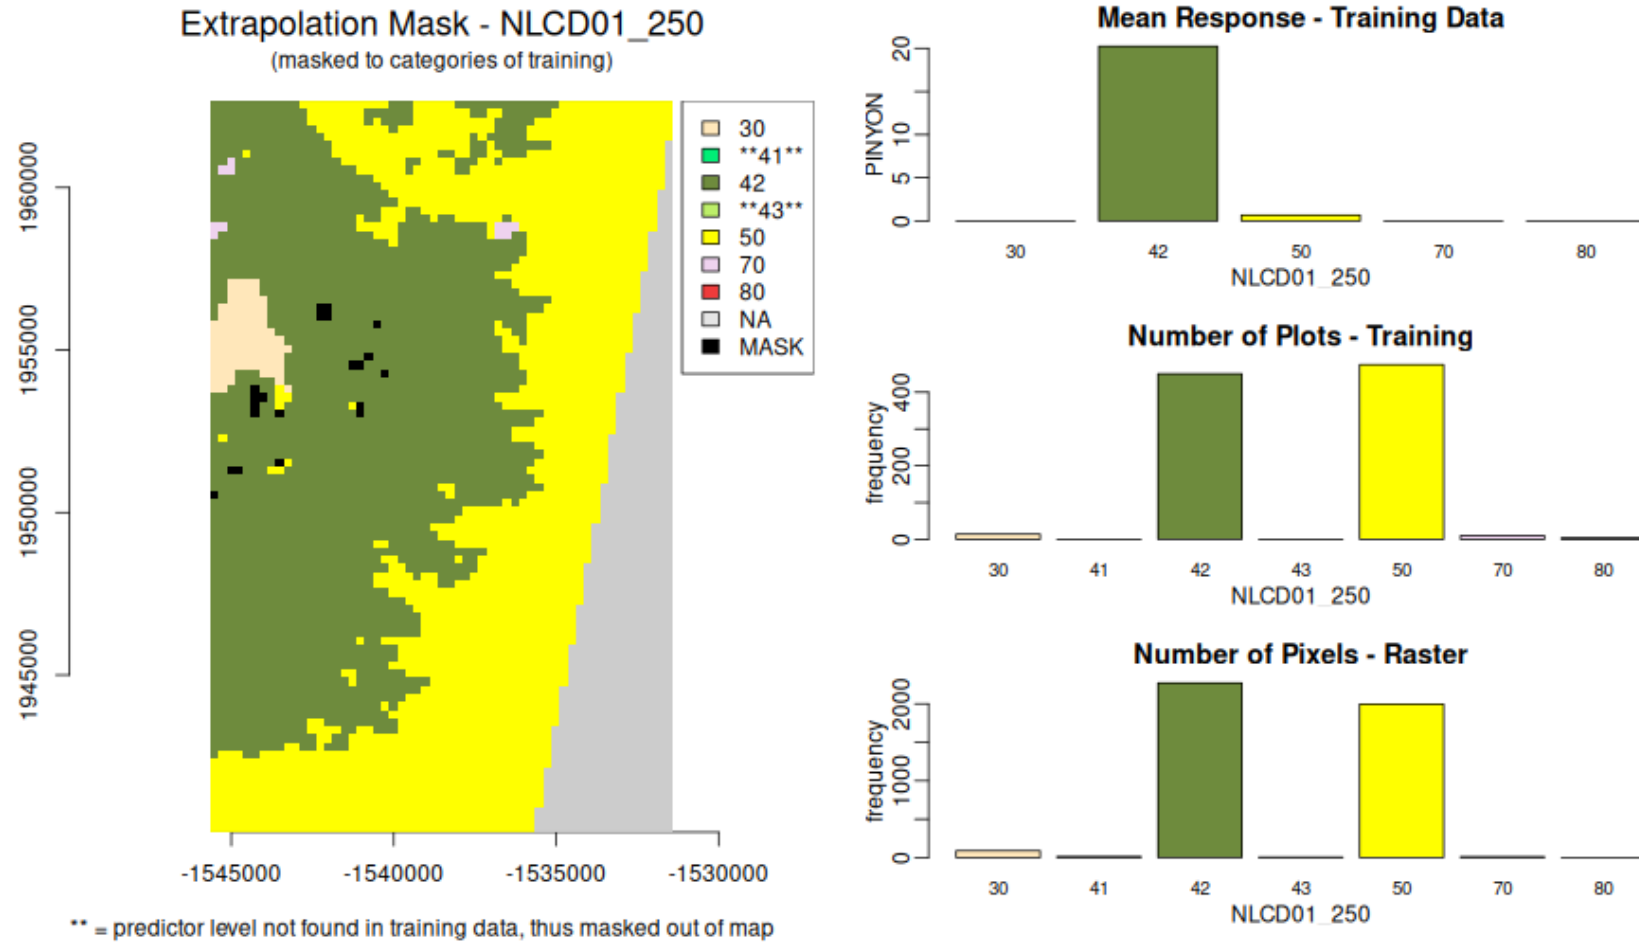 Extrapolation Mask - NLCD01_250
(masked to categories of training)
1960000
1955000
1950000
1945000
-1545000 -1540000 -1535000 -1530000
30
**41**
42
**43**
50
70
80
NA
MASK
** = predictor level not found in training data, thus masked out of map
Mean Response - Training Data
PINYON
20
10
5
0
30 42 50 70 80
NLCD01_250
Number of Plots - Training
frequency
400
200
0
30 41 42 43 50 70 80
NLCD01_250
Number of Pixels - Raster
frequency
2000
1000
0
30 41 42 43 50 70 80
NLCD01_250